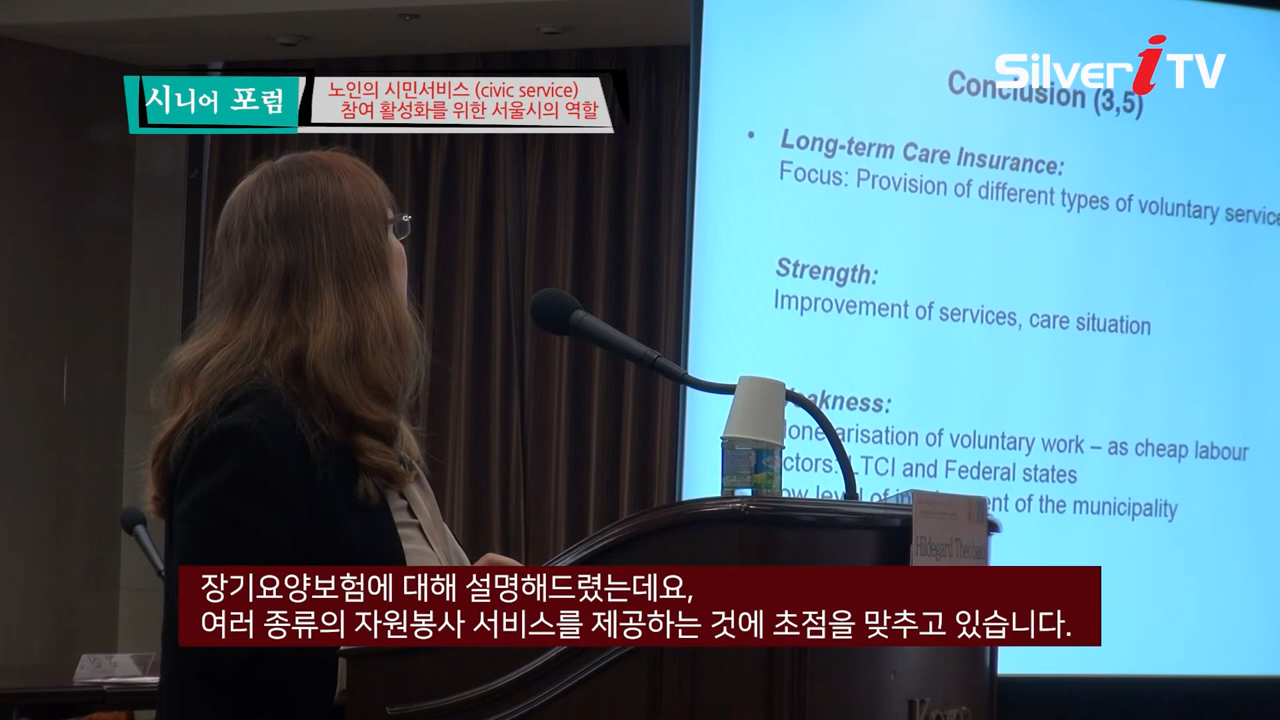 Silver i TV
시니어 포럼
노인의 시민서비스 (civic service)
참여 활성화를 위한 서울시의 역할
Conclusion (3,5)
• Long-term Care Insurance:
Focus: Provision of different types of voluntary service
Strength:
Improvement of services, care situation
of voluntary work – as cheap labour
LTCI and Federal states
level of of the municipality
Hildegard
장기요양보험에 대해 설명해드렸는데요,
여러 종류의 자원봉사 서비스를 제공하는 것에 초점을 맞추고 있습니다.